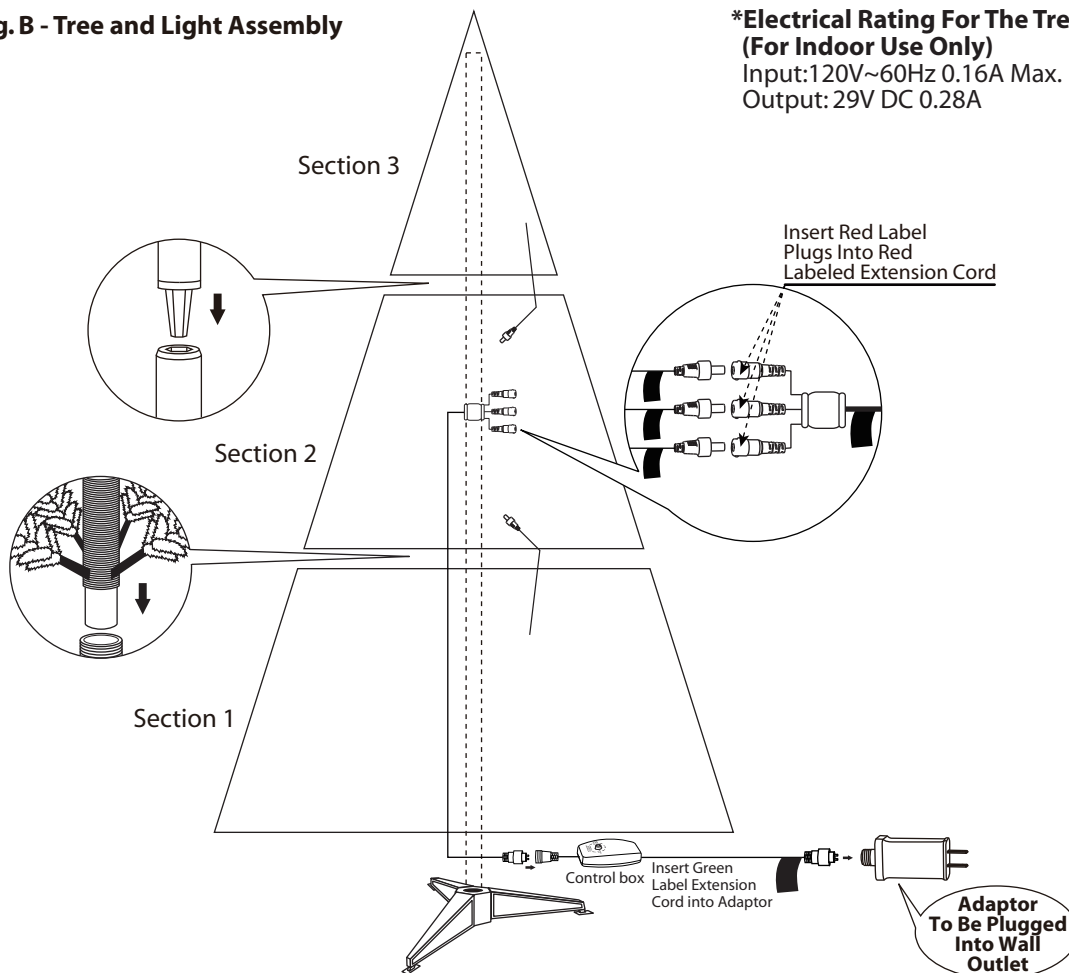 g. B - Tree and Light Assembly
*Electrical Rating For The Tre
(For Indoor Use Only)
Input:120V~60Hz 0.16A Max.
Output: 29V DC 0.28A
Section 3
Insert Red Label
Plugs Into Red
Labeled Extension Cord
Section 2
Section 1
Control box
Insert Green
Label Extension
Cord into Adaptor
Adaptor
To Be Plugged
Into Wall
Outlet